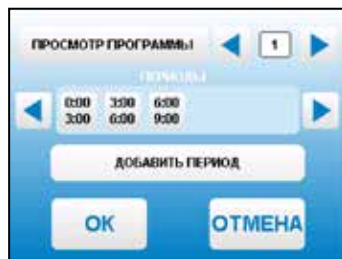 ПРОСМОТР ПРОГРАММЫ 1
ПЕРИОДЫ
0:00 3:00 6:00
3:00 6:00 9:00
ДОБАВИТЬ ПЕРИОД
ОК ОТМЕНА